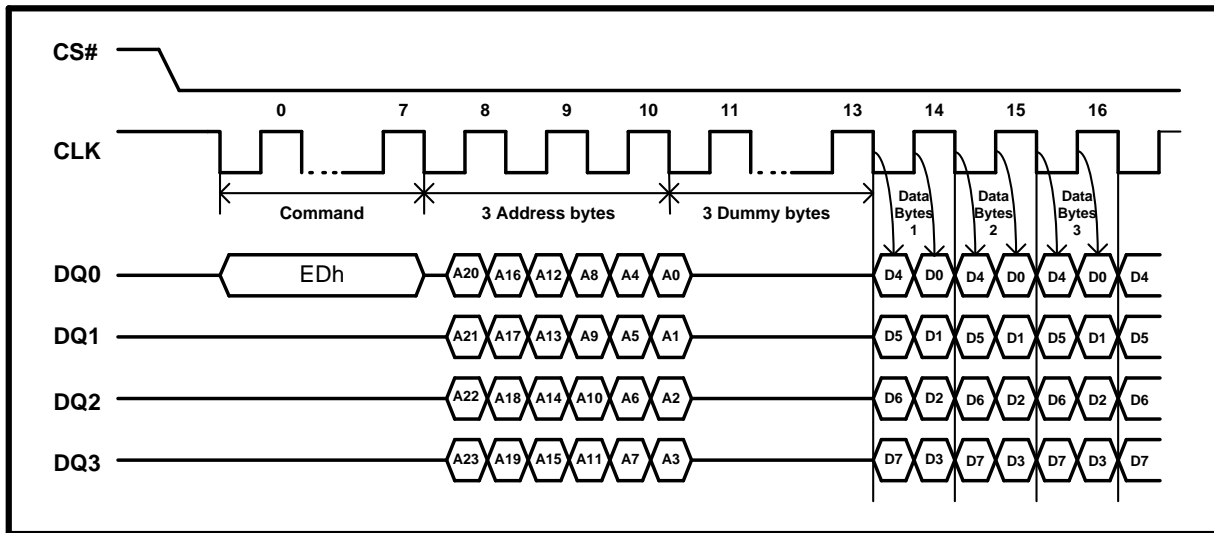 CS#
0 7 8 9 10 11 13 14 15 16
CLK
Command 3 Address bytes 3 Dummy bytes
Data Bytes 1
Data Bytes 2
Data Bytes 3
DQ0 EDh A20 A16 A12 A8 A4 A0 D4 D0 D4 D0 D4 D0 D4
DQ1 A21 A17 A13 A9 A5 A1 D5 D1 D5 D1 D5 D1 D5
DQ2 A22 A18 A14 A10 A6 A2 D6 D2 D6 D2 D6 D2 D6
DQ3 A23 A19 A15 A11 A7 A3 D7 D3 D7 D3 D7 D3 D7